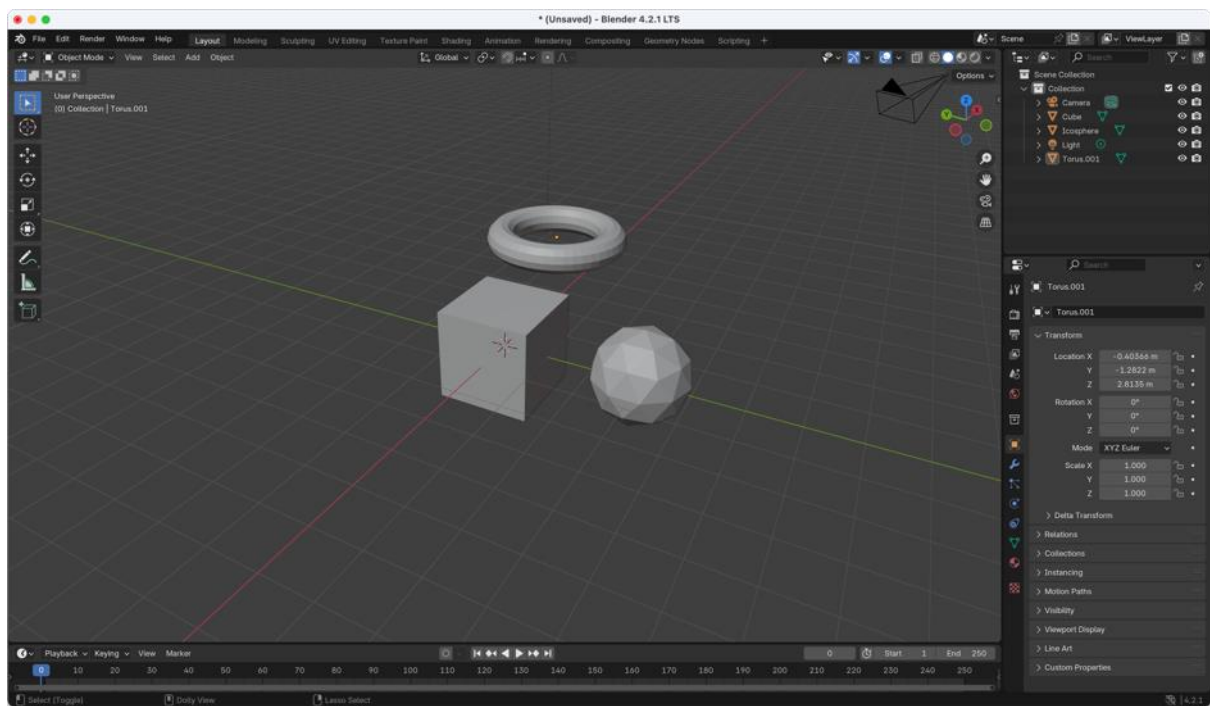 * (Unsaved) - Blender 4.2.1 LTS
File Edit Render Window Help Layout Modeling Sculpting UV Editing Texture Paint Shading Animation Rendering Compositing Geometry Nodes Scripting + Scene ViewLayer
Object Mode View Select Add Object Global Search
Options
User Perspective
(0) Collection | Torus.001
Z
Y
X
Scene Collection
Collection
Camera
Cube
Icosphere
Light
Torus.001
Search
Torus.001
Torus.001
Transform
Location X -0.40366 m
Y -1.2822 m
Z 2.8135 m
Rotation X 0°
Y 0°
Z 0°
Mode XYZ Euler
Scale X 1.000
Y 1.000
Z 1.000
Delta Transform
Relations
Collections
Instancing
Motion Paths
Visibility
Viewport Display
Line Art
Custom Properties
Playback Keying View Marker 0 Start 1 End 250
0 10 20 30 40 50 60 70 80 90 100 110 120 130 140 150 160 170 180 190 200 210 220 230 240 250
Select (Toggle) Dolly View Lasso Select 4.2.1